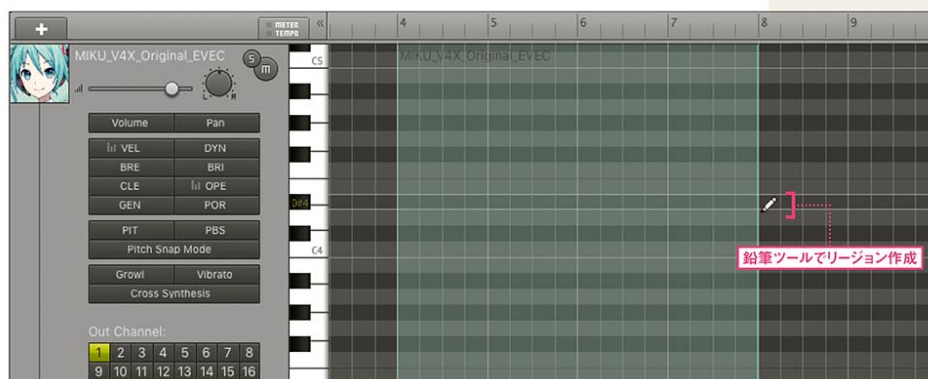 + METER TEMPO « 4 5 6 7 8 9
MIKU_V4X_Original_EVEC S m
L R
C5 MIKU_V4X_Original_EVEC
Volume Pan
VEL DYN
BRE BRI
CLE OPE
GEN POR
D#4
PIT PBS
Pitch Snap Mode
C4
鉛筆ツールでリージョン作成
Growl Vibrato
Cross Synthesis
Out Channel:
1 2 3 4 5 6 7 8
9 10 11 12 13 14 15 16